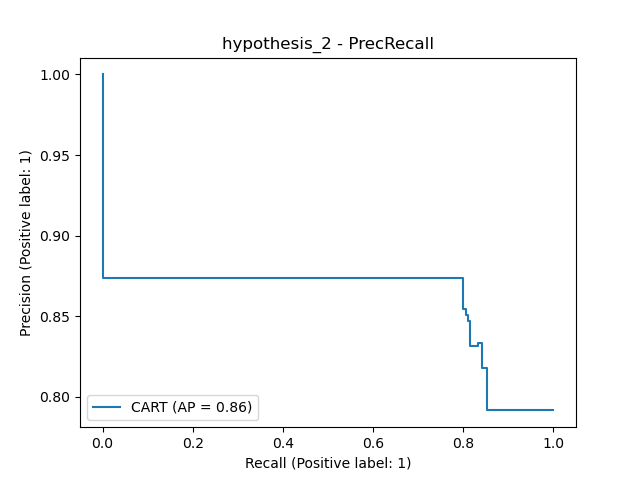 hypothesis_2 - PrecRecall
1.00
0.95
0.90
0.85
0.80
Precision (Positive label: 1)
CART (AP = 0.86)
0.0 0.2 0.4 0.6 0.8 1.0
Recall (Positive label: 1)